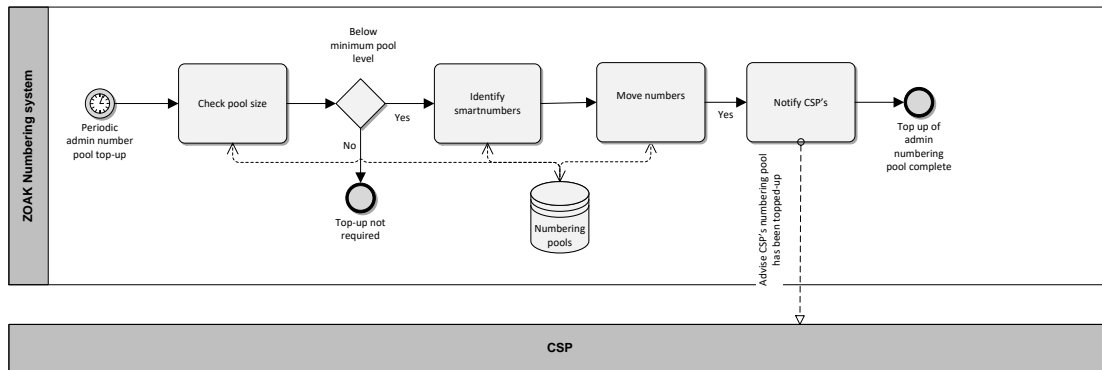 ZOAK Numbering system
Below
minimum pool
level
Check pool size
Identify
smartnumbers
Move numbers
Notify CSP's
Yes
Yes
No
Periodic
admin number
pool top-up
Top up of
admin
numbering
pool complete
Top-up not
required
Numbering
pools
Advise CSP's numbering pool
has been topped-up
CSP